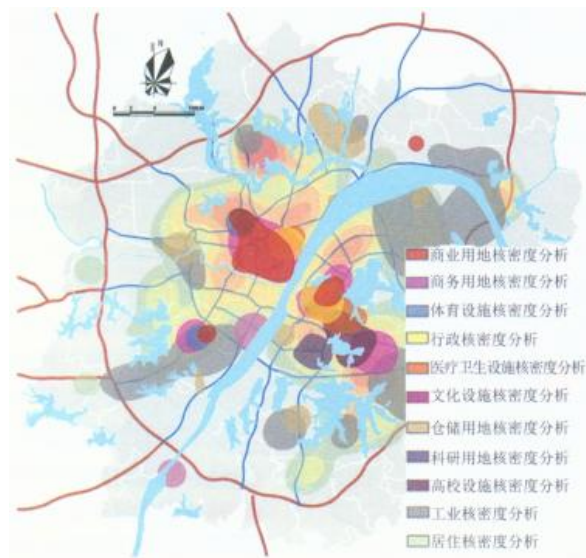 商业用地核密度分析
商务用地核密度分析
体育设施核密度分析
行政核密度分析
医疗卫生设施核密度分析
文化设施核密度分析
仓储用地核密度分析
科研用地核密度分析
高校设施核密度分析
工业核密度分析
居住核密度分析